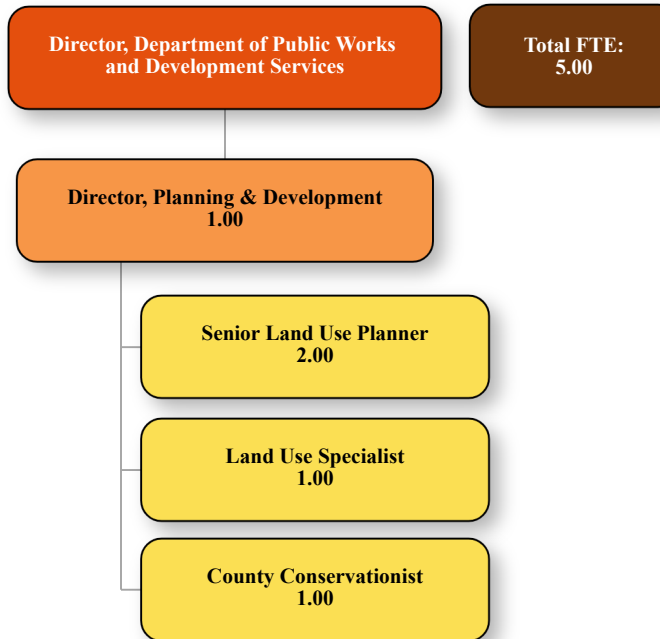 Director, Department of Public Works
and Development Services
Total FTE:
5.00
Director, Planning & Development
1.00
Senior Land Use Planner
2.00
Land Use Specialist
1.00
County Conservationist
1.00